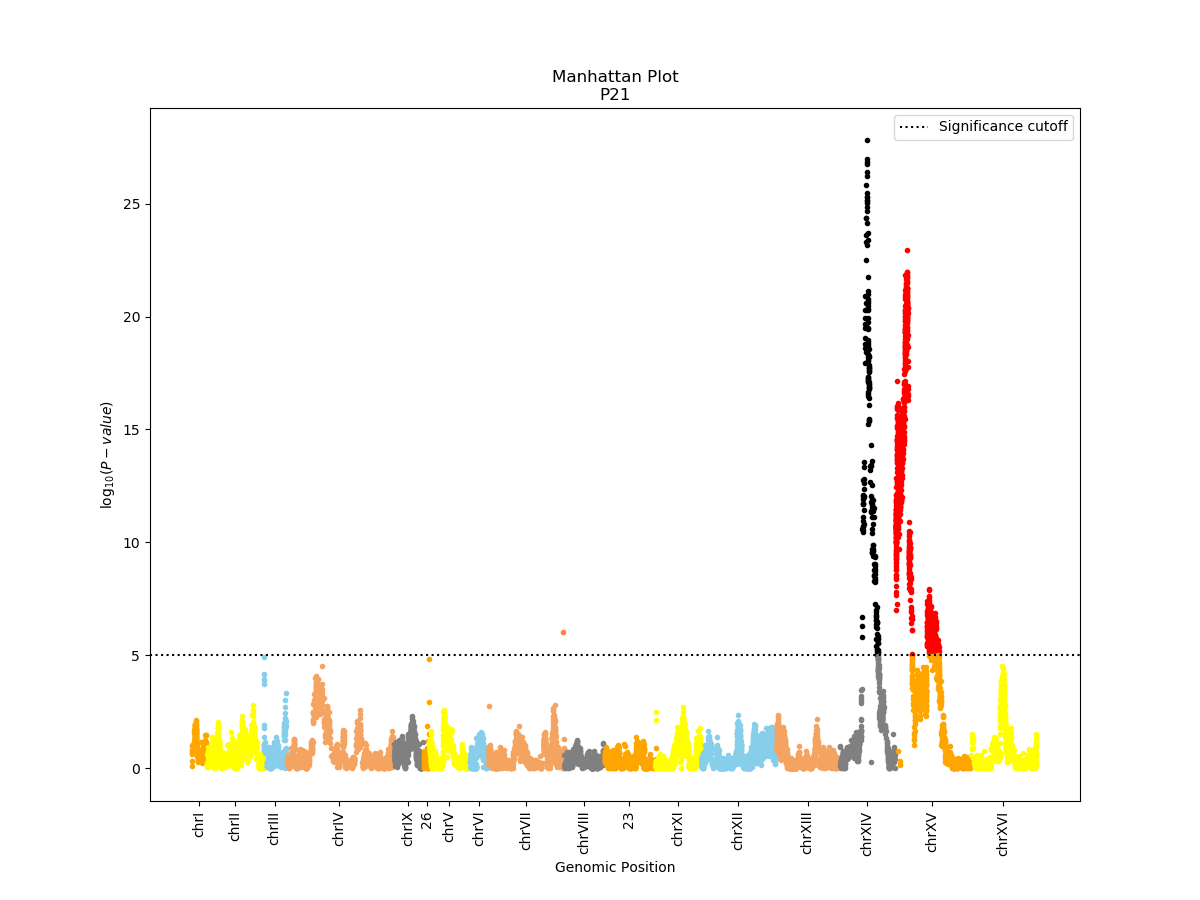 Manhattan Plot
P21
Significance cutoff
25
20
15
10
5
0
log₁₀(P − value)
chrI
chrII
chrIII
chrIV
chrIX
26
chrV
chrVI
chrVII
chrVIII
23
chrXI
chrXII
chrXIII
chrXIV
chrXV
chrXVI
Genomic Position